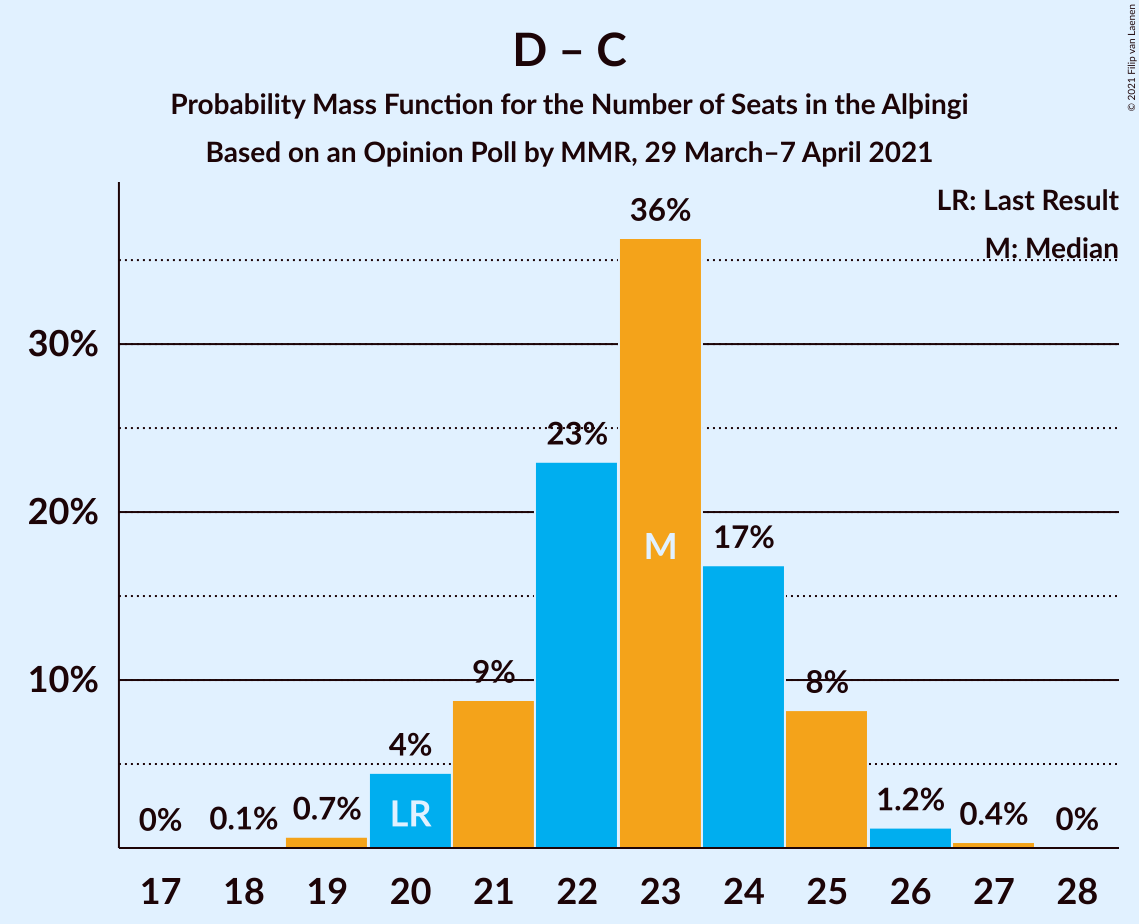 D – C
Probability Mass Function for the Number of Seats in the Alþingi
Based on an Opinion Poll by MMR, 29 March–7 April 2021
© 2021 Filip van Laenen
LR: Last Result
M: Median
36%
30%
23%
20%
17%
M
10%
9%
8%
4%
LR
0%
0.1%
0.7%
1.2%
0.4%
0%
17 18 19 20 21 22 23 24 25 26 27 28